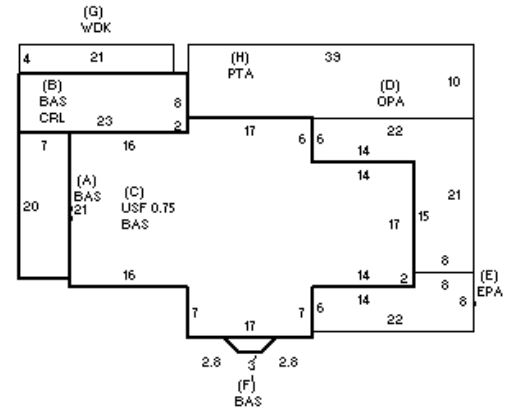 (G)
WDK
4
21
(H)
PTA
39
10
(B)
BAS
CRL
8
23
2
(D)
OPA
17
6
6
22
14
7
16
14
(A)
BAS
21
(C)
USF 0.75
BAS
20
17
15
21
16
14
2
8
8
(E)
EPA
8
7
17
7
6
14
22
2.8
3
2.8
(F)
BAS